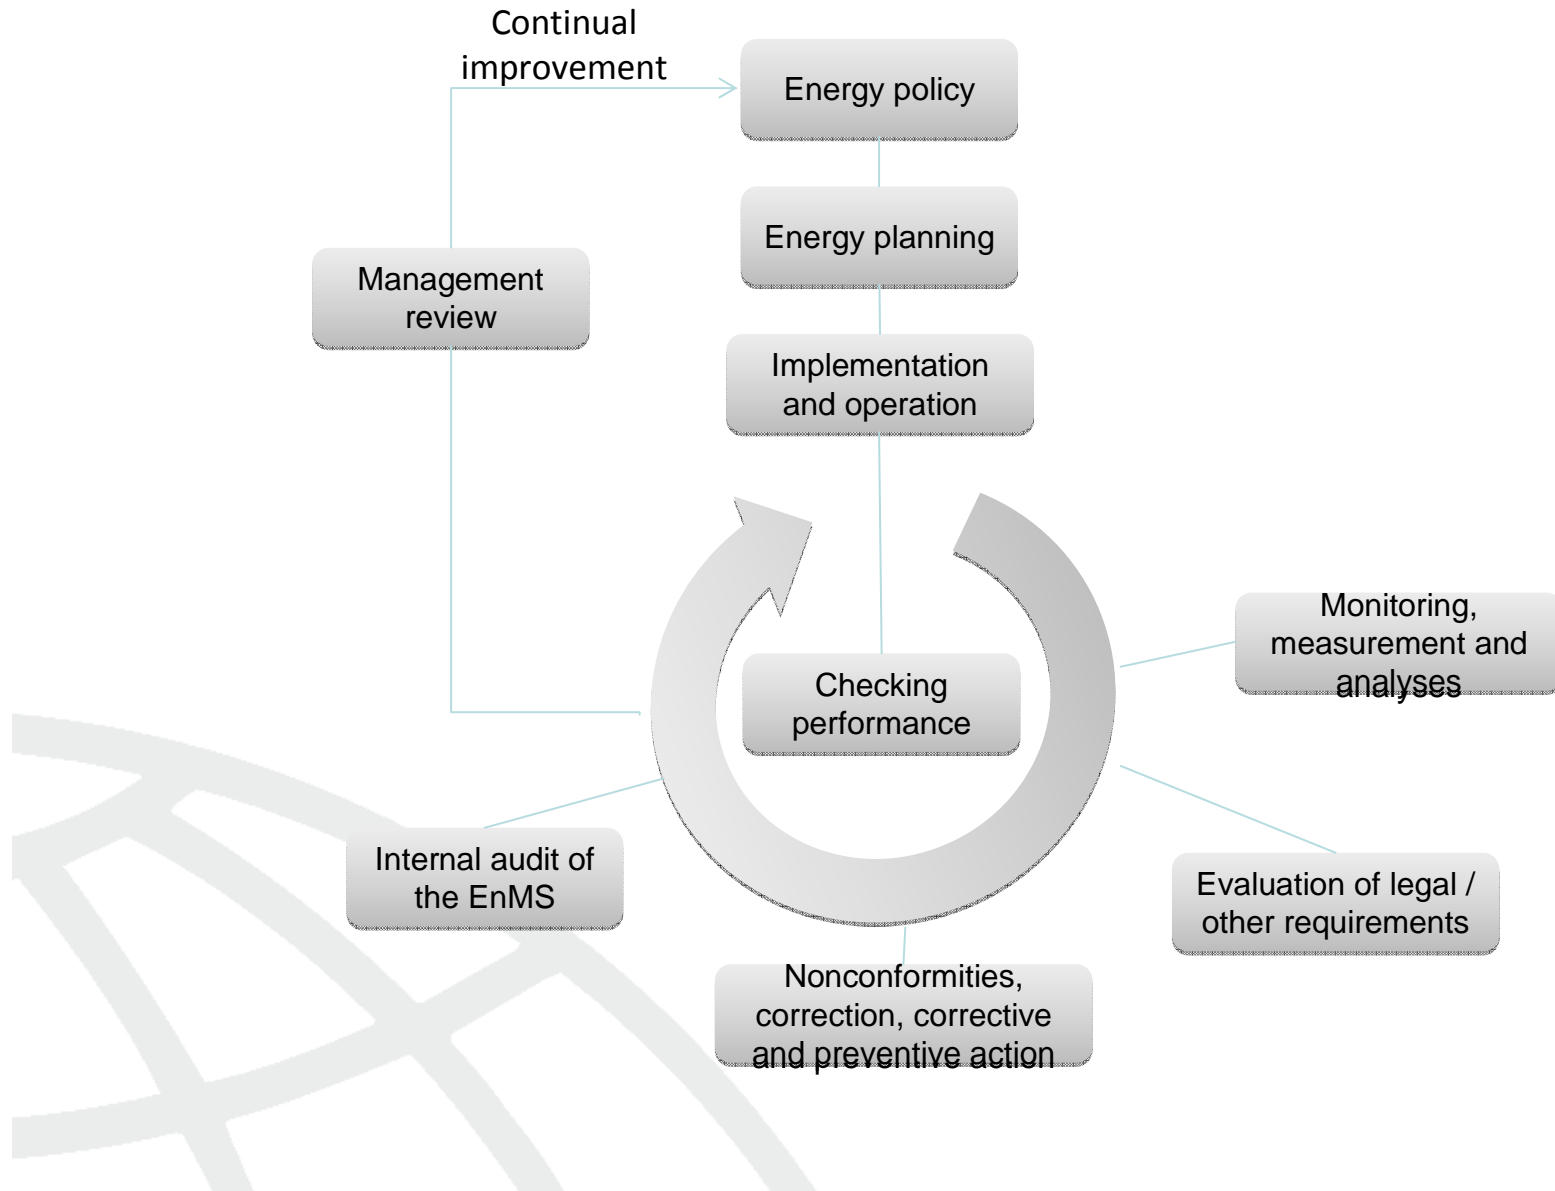 Continual
improvement
Energy policy
Energy planning
Management
review
Implementation
and operation
Monitoring,
measurement and
analyses
Checking
performance
Internal audit of
the EnMS
Evaluation of legal /
other requirements
Nonconformities,
correction, corrective
and preventive action